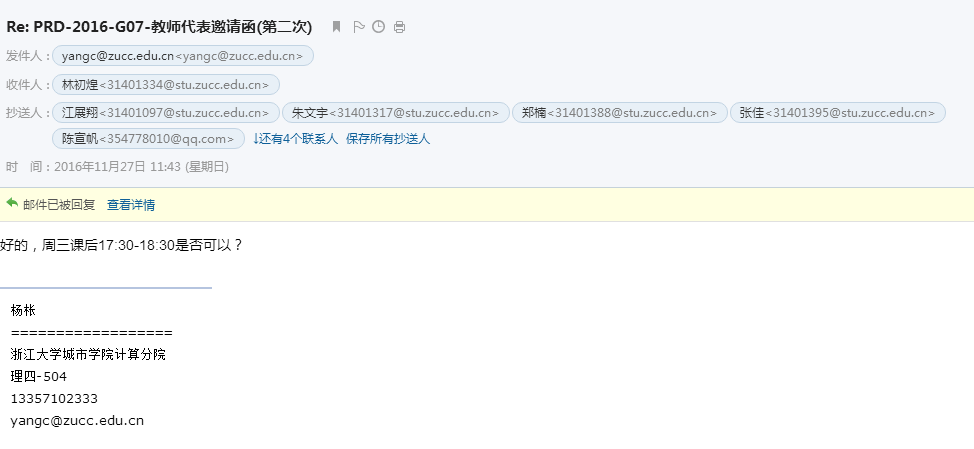 Re: PRD-2016-G07-教师代表邀请函(第二次)
发件人：yangc@zucc.edu.cn<yangc@zucc.edu.cn>
收件人：林初煌<31401334@stu.zucc.edu.cn>
抄送人：江展翔<31401097@stu.zucc.edu.cn> 朱文宇<31401317@stu.zucc.edu.cn> 郑楠<31401388@stu.zucc.edu.cn> 张佳<31401395@stu.zucc.edu.cn>
陈宣帆<354778010@qq.com> ↓还有4个联系人 保存所有抄送人
时 间：2016年11月27日 11:43 (星期日)
邮件已被回复 查看详情
好的，周三课后17:30-18:30是否可以？
杨枨
==================
浙江大学城市学院计算分院
理四-504
13357102333
yangc@zucc.edu.cn